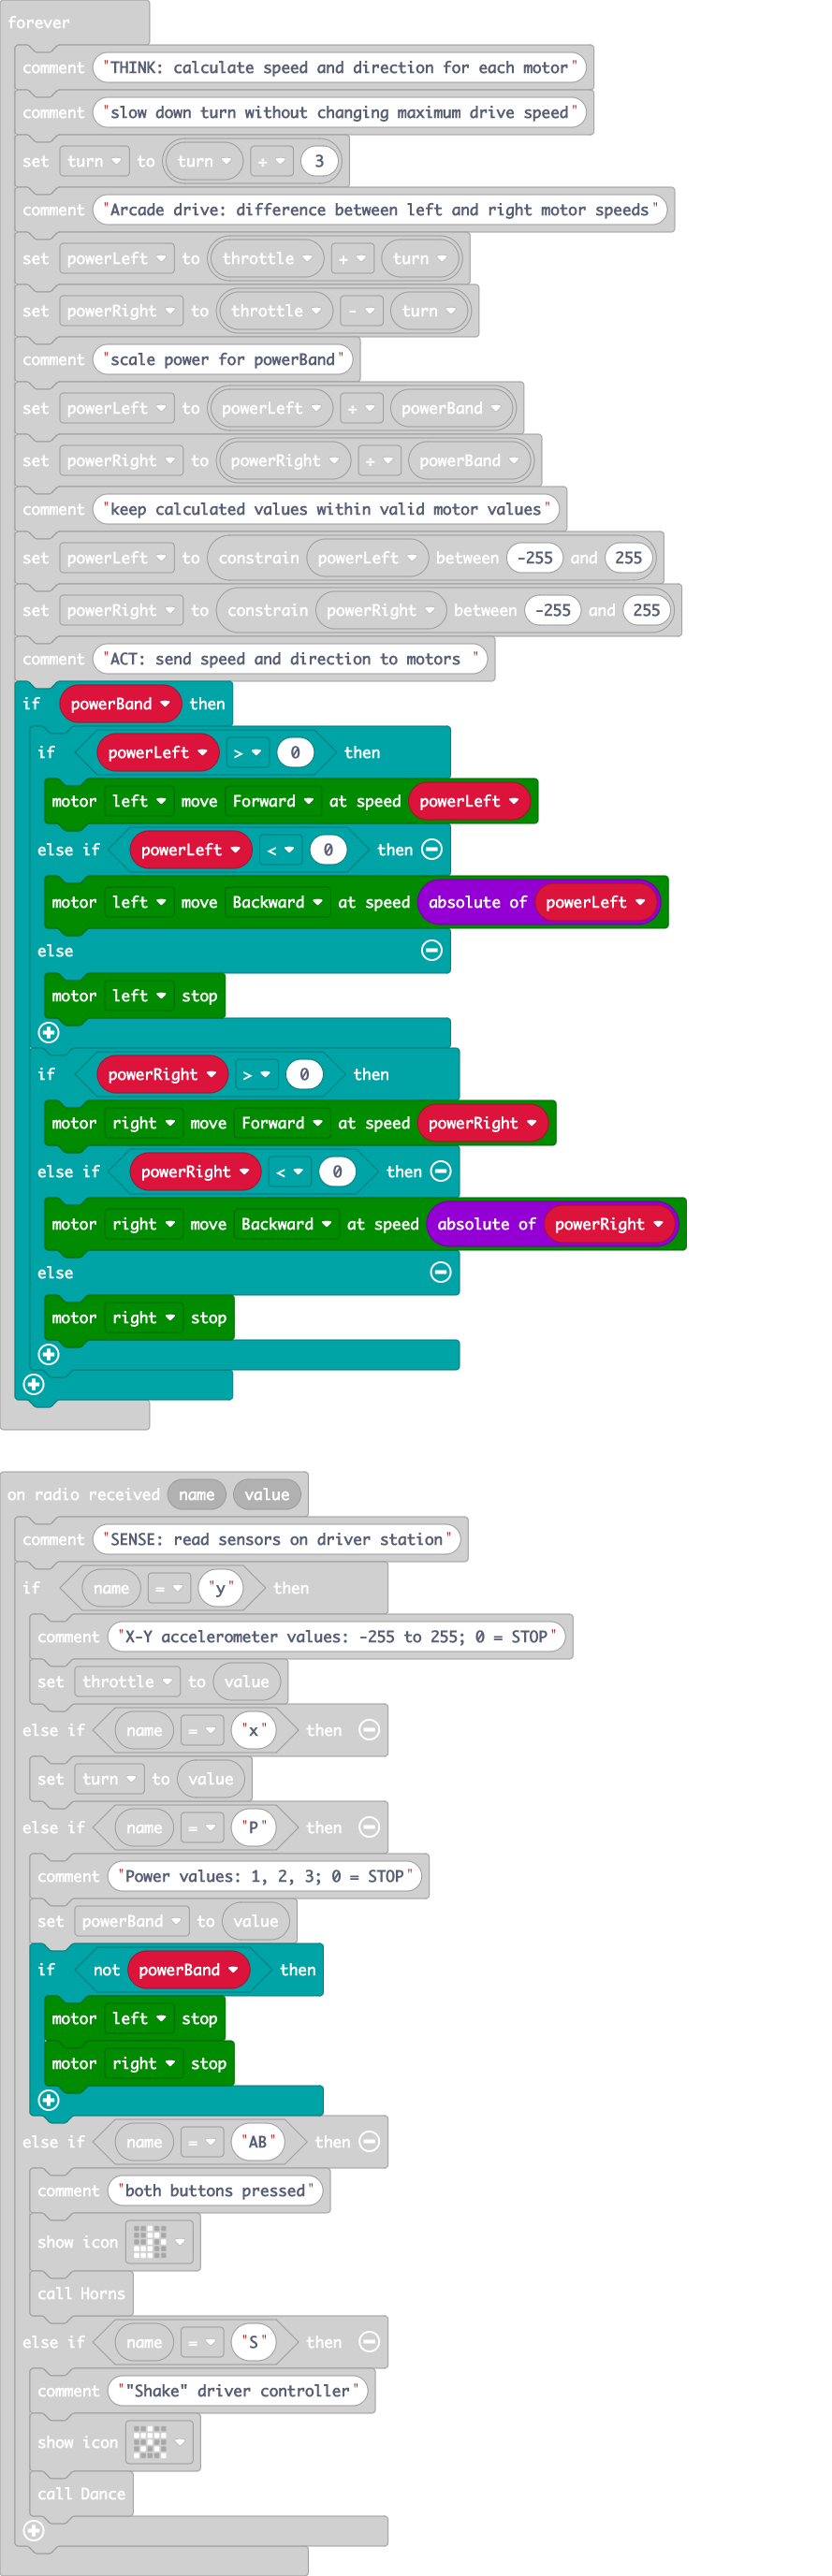 forever
comment "THINK: calculate speed and direction for each motor"
comment "slow down turn without changing maximum drive speed"
set turn to turn ÷ 3
comment "Arcade drive: difference between left and right motor speeds"
set powerLeft to throttle + turn
set powerRight to throttle - turn
comment "scale power for powerBand"
set powerLeft to powerLeft ÷ powerBand
set powerRight to powerRight ÷ powerBand
comment "keep calculated values within valid motor values"
set powerLeft to constrain powerLeft between -255 and 255
set powerRight to constrain powerRight between -255 and 255
comment "ACT: send speed and direction to motors "
if powerBand then
if powerLeft > 0 then
motor left move Forward at speed powerLeft
else if powerLeft < 0 then
motor left move Backward at speed absolute of powerLeft
else
motor left stop
if powerRight > 0 then
motor right move Forward at speed powerRight
else if powerRight < 0 then
motor right move Backward at speed absolute of powerRight
else
motor right stop
on radio received name value
comment "SENSE: read sensors on driver station"
if name = "y" then
comment "X-Y accelerometer values: -255 to 255; 0 = STOP"
set throttle to value
else if name = "x" then
set turn to value
else if name = "P" then
comment "Power values: 1, 2, 3; 0 = STOP"
set powerBand to value
if not powerBand then
motor left stop
motor right stop
else if name = "AB" then
comment "both buttons pressed"
show icon
call Horns
else if name = "S" then
comment ""Shake" driver controller"
show icon
call Dance